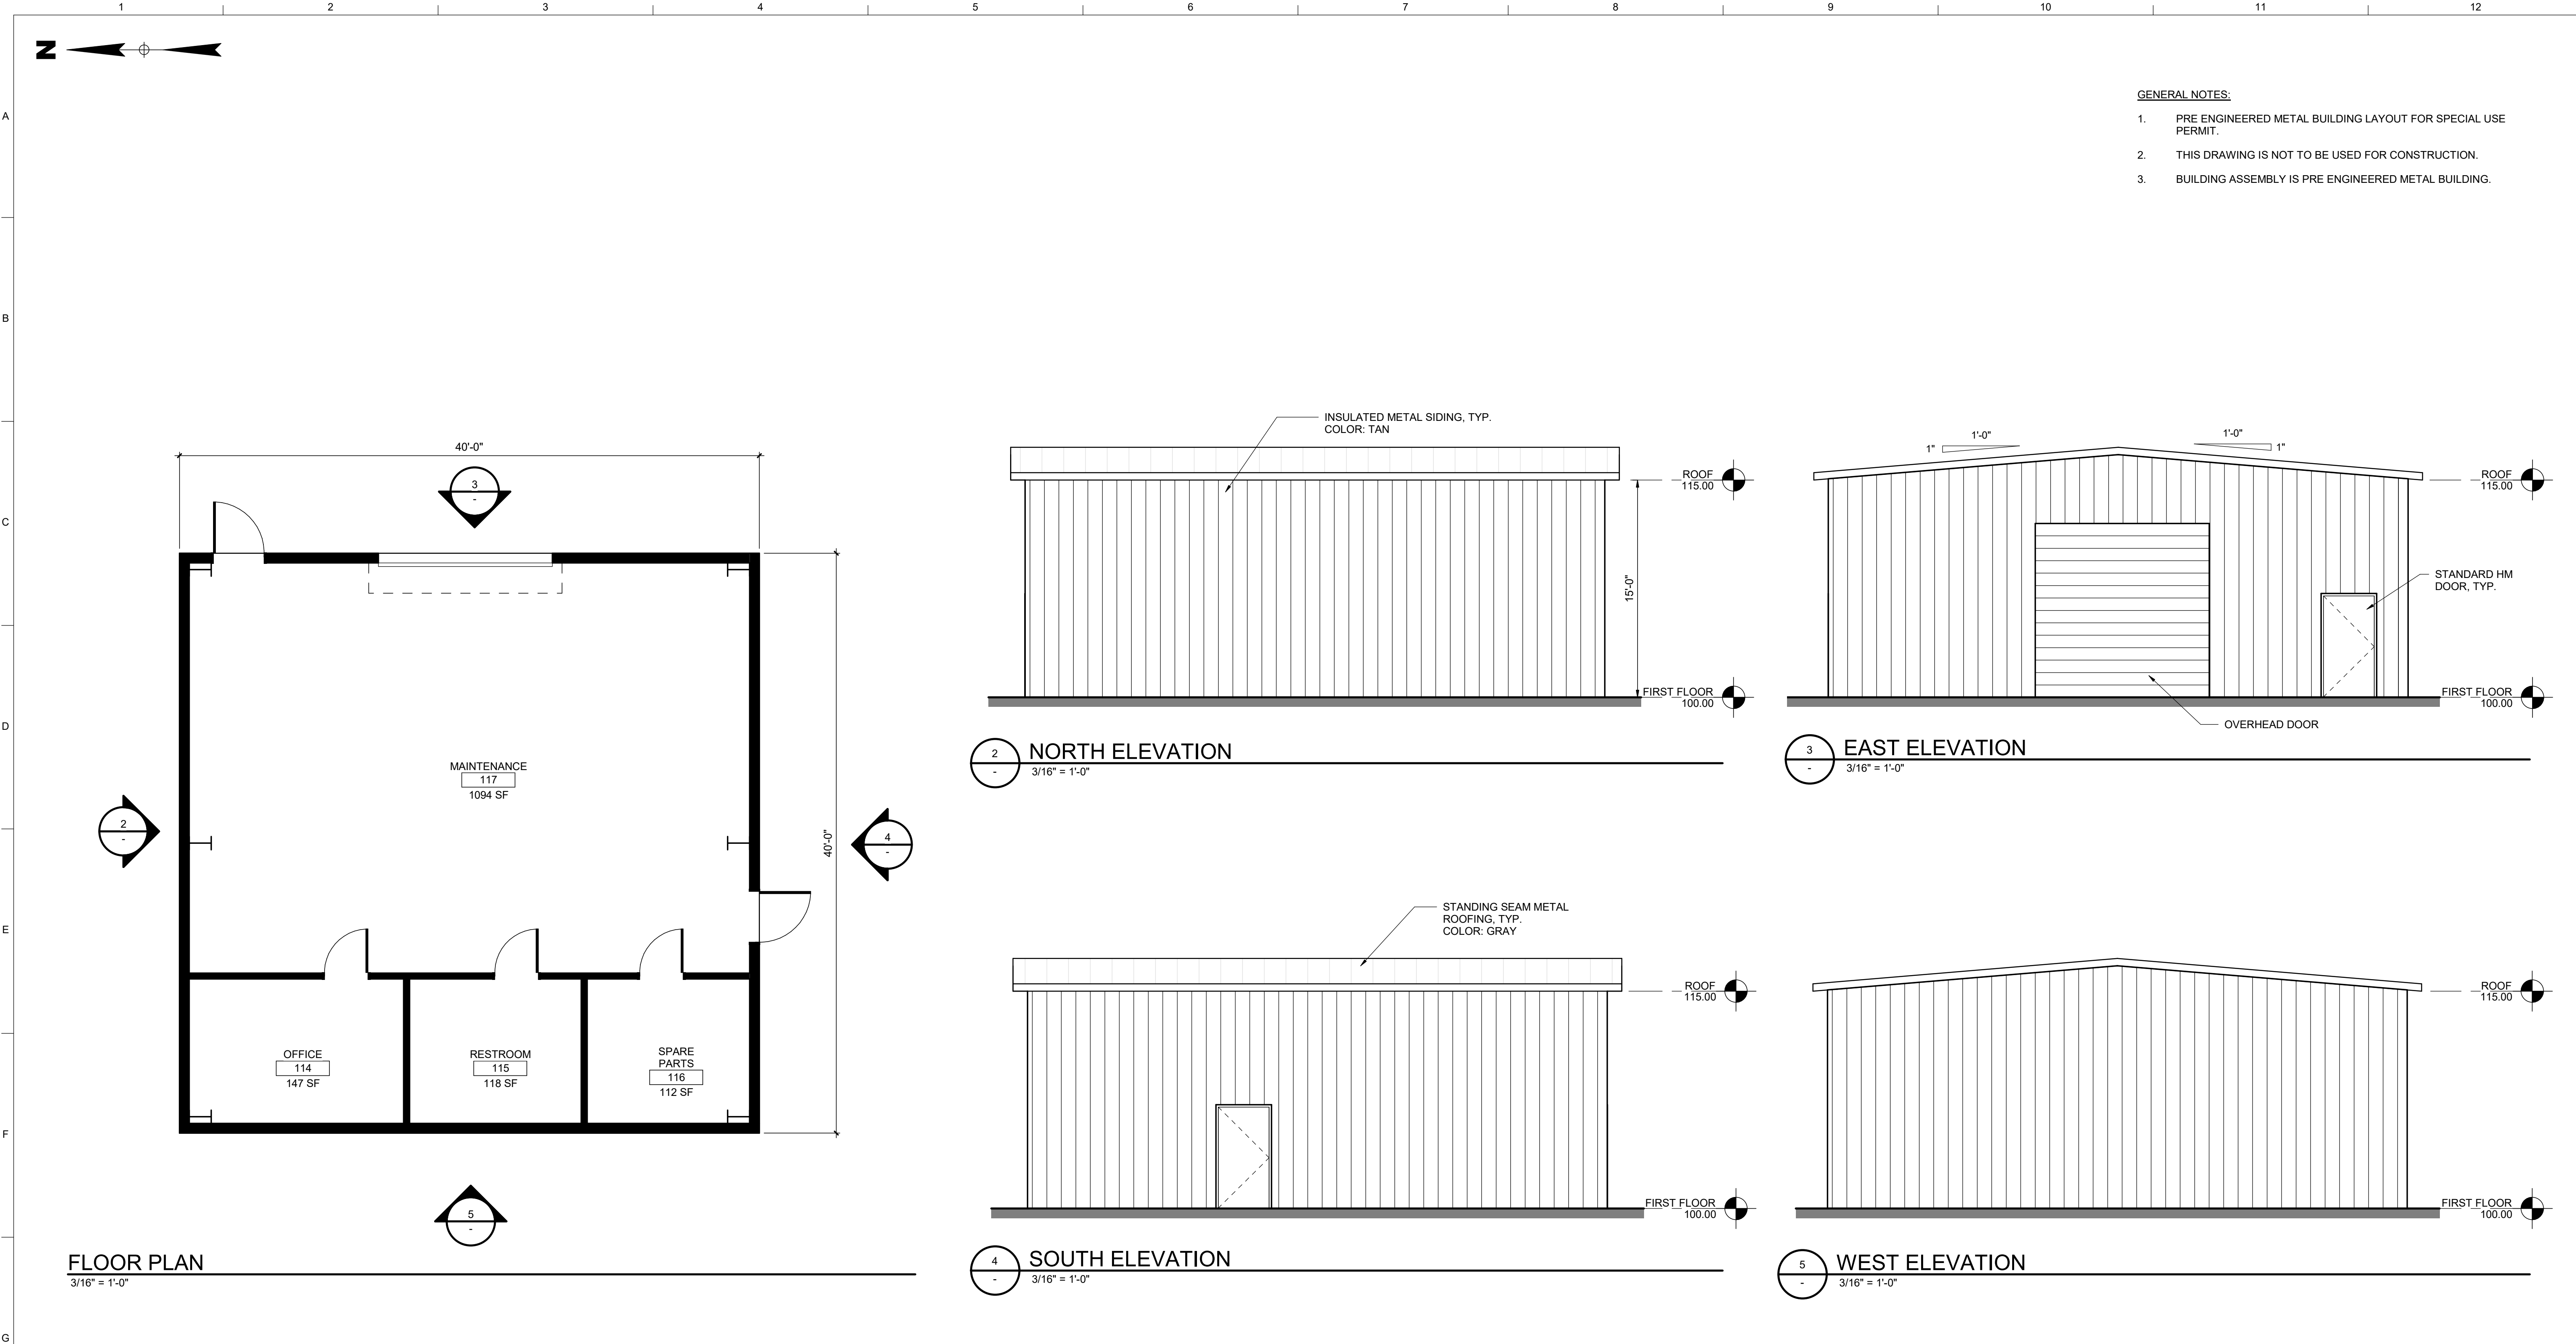 1 2 3 4 5 6 7 8 9 10 11 12
N
A
B
C
D
E
F
G
GENERAL NOTES:
1. PRE ENGINEERED METAL BUILDING LAYOUT FOR SPECIAL USE
PERMIT.
2. THIS DRAWING IS NOT TO BE USED FOR CONSTRUCTION.
3. BUILDING ASSEMBLY IS PRE ENGINEERED METAL BUILDING.
40'-0"
3
-
MAINTENANCE
117
1094 SF
2
-
4
-
40'-0"
OFFICE
114
147 SF
RESTROOM
115
118 SF
SPARE
PARTS
116
112 SF
5
-
FLOOR PLAN
3/16" = 1'-0"
INSULATED METAL SIDING, TYP.
COLOR: TAN
ROOF
115.00
15'-0"
FIRST FLOOR
100.00
2
-
NORTH ELEVATION
3/16" = 1'-0"
1'-0"
1"
1'-0"
1"
ROOF
115.00
STANDARD HM
DOOR, TYP.
FIRST FLOOR
100.00
OVERHEAD DOOR
3
-
EAST ELEVATION
3/16" = 1'-0"
STANDING SEAM METAL
ROOFING, TYP.
COLOR: GRAY
ROOF
115.00
FIRST FLOOR
100.00
4
-
SOUTH ELEVATION
3/16" = 1'-0"
ROOF
115.00
FIRST FLOOR
100.00
5
-
WEST ELEVATION
3/16" = 1'-0"